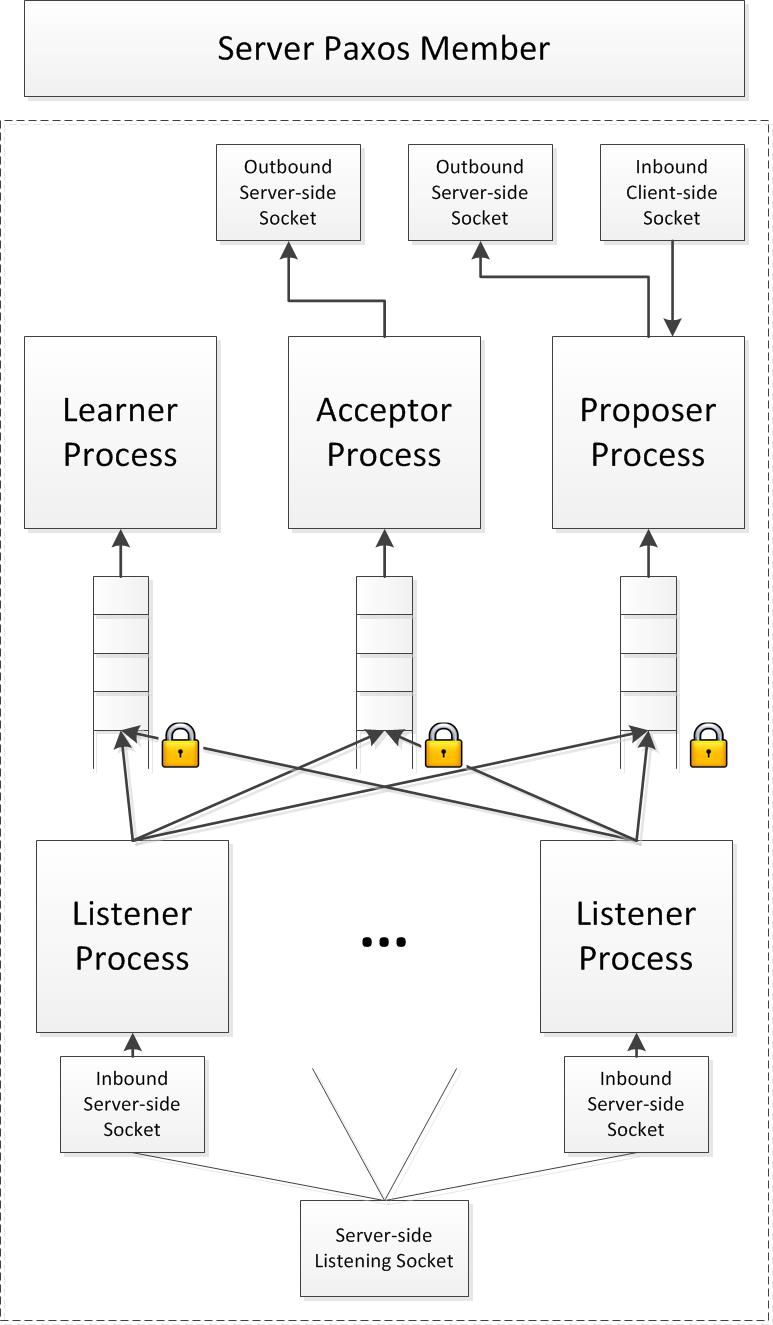 Server Paxos Member
Outbound
Server-side
Socket
Outbound
Server-side
Socket
Inbound
Client-side
Socket
Learner
Process
Acceptor
Process
Proposer
Process
Listener
Process
...
Listener
Process
Inbound
Server-side
Socket
Inbound
Server-side
Socket
Server-side
Listening Socket